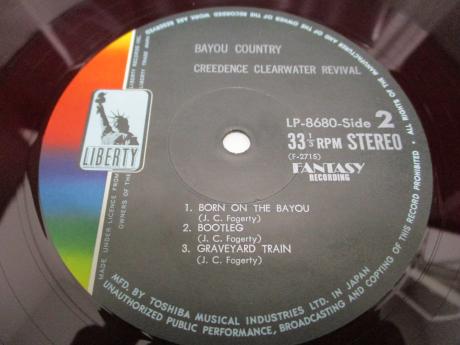 BAYOU COUNTRY
CREEDENCE CLEARWATER REVIVAL
LP-8680-Side 2
33 1/3 RPM STEREO
(F-2715)
FANTASY
RECORDING
LIBERTY
1. BORN ON THE BAYOU
(J. C. Fogerty)
2. BOOTLEG
(J. C. Fogerty)
3. GRAVEYARD TRAIN
(J. C. Fogerty)
MFD. BY TOSHIBA MUSICAL INDUSTRIES LTD. IN JAPAN
UNAUTHORIZED PUBLIC PERFORMANCE, BROADCASTING AND COPYING OF THIS RECORD PROHIBITED
ALL RIGHTS OF THE MANUFACTURER AND OF THE OWNER OF THE RECORDED WORK ARE RESERVED
MADE UNDER LICENCE FROM
OWNERS OF THE